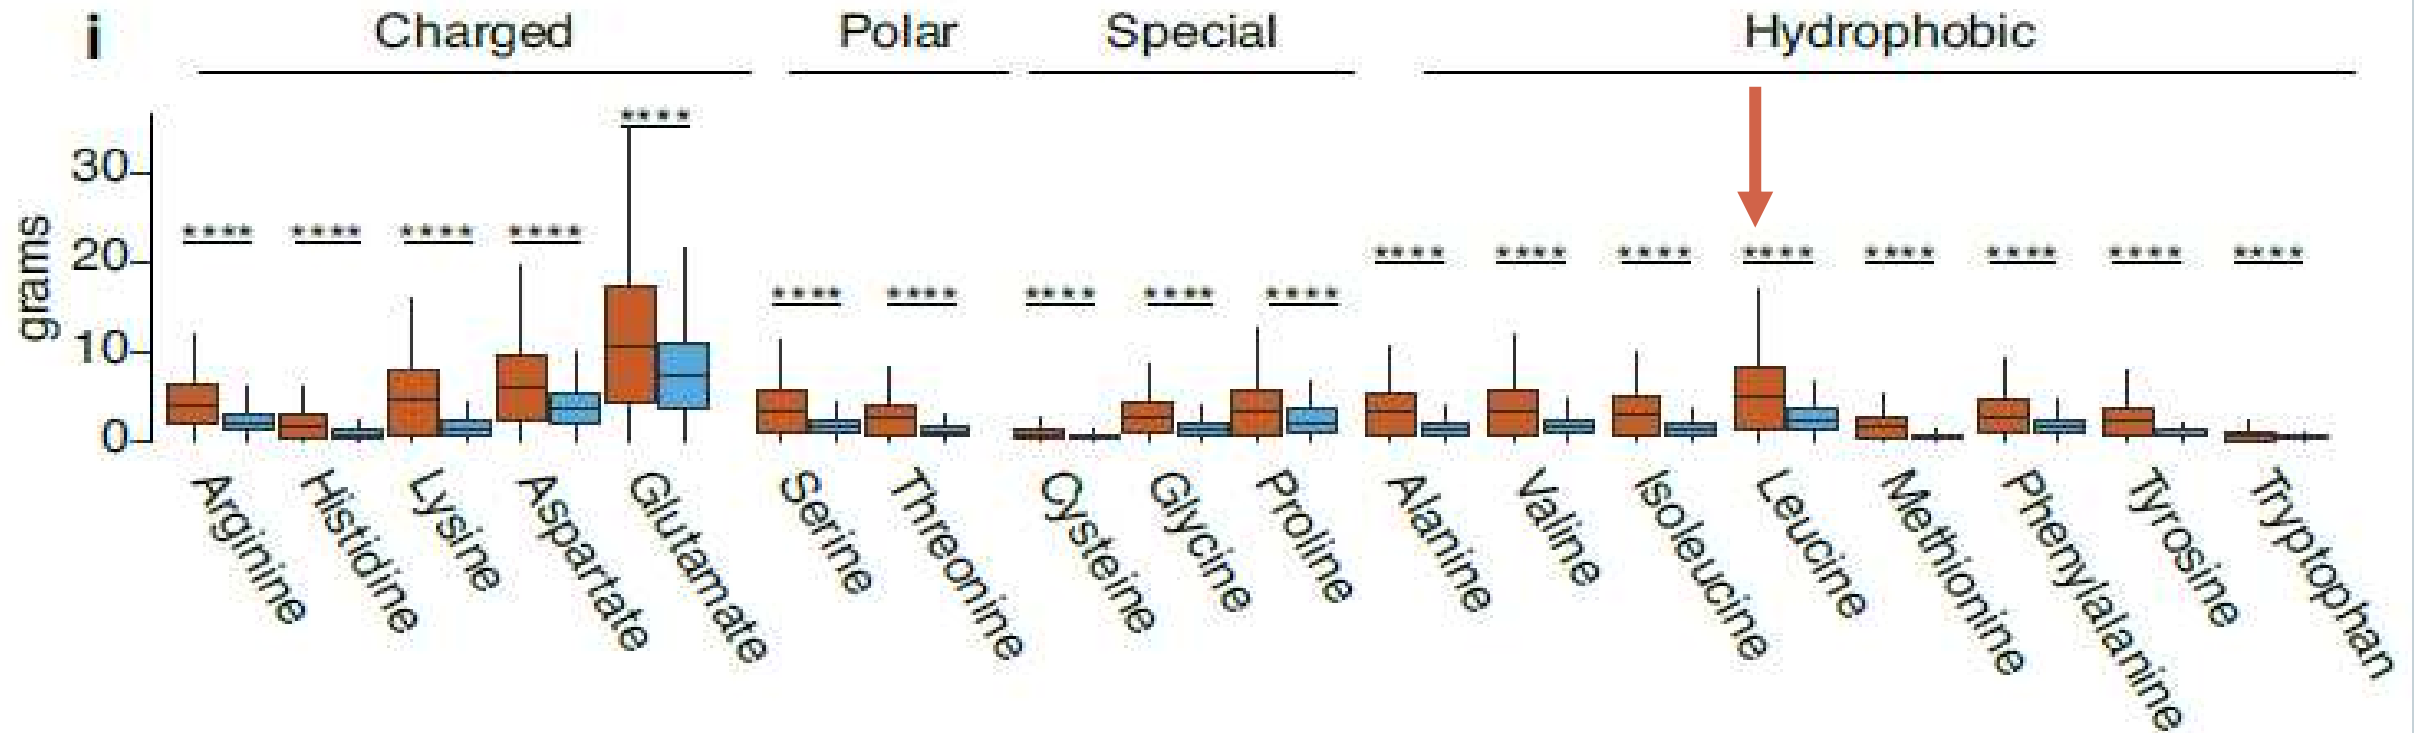 i
Charged Polar Special Hydrophobic
****
30
grams
20
10
0
**** **** **** ****
**** **** **** **** **** **** **** ****
**** **** **** **** ****
Arginine
Histidine
Lysine
Aspartate
Glutamate
Serine
Threonine
Cysteine
Glycine
Proline
Alanine
Valine
Isoleucine
Leucine
Methionine
Phenylalanine
Tyrosine
Tryptophan